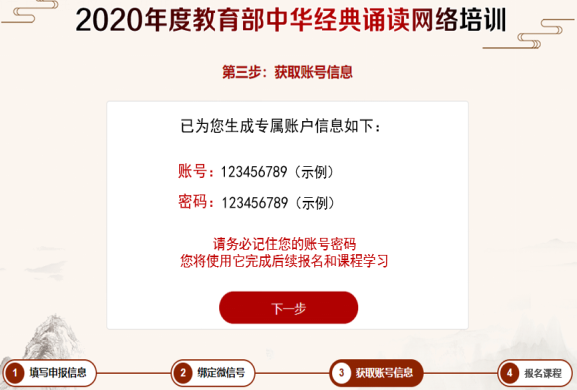 2020年度教育部中华经典诵读网络培训
第三步：获取账号信息
已为您生成专属账户信息如下：
账号：123456789（示例）
密码：123456789（示例）
请务必记住您的账号密码
您将使用它完成后续报名和课程学习
下一步
1 填写申报信息 2 绑定微信号 3 获取账号信息 4 报名课程